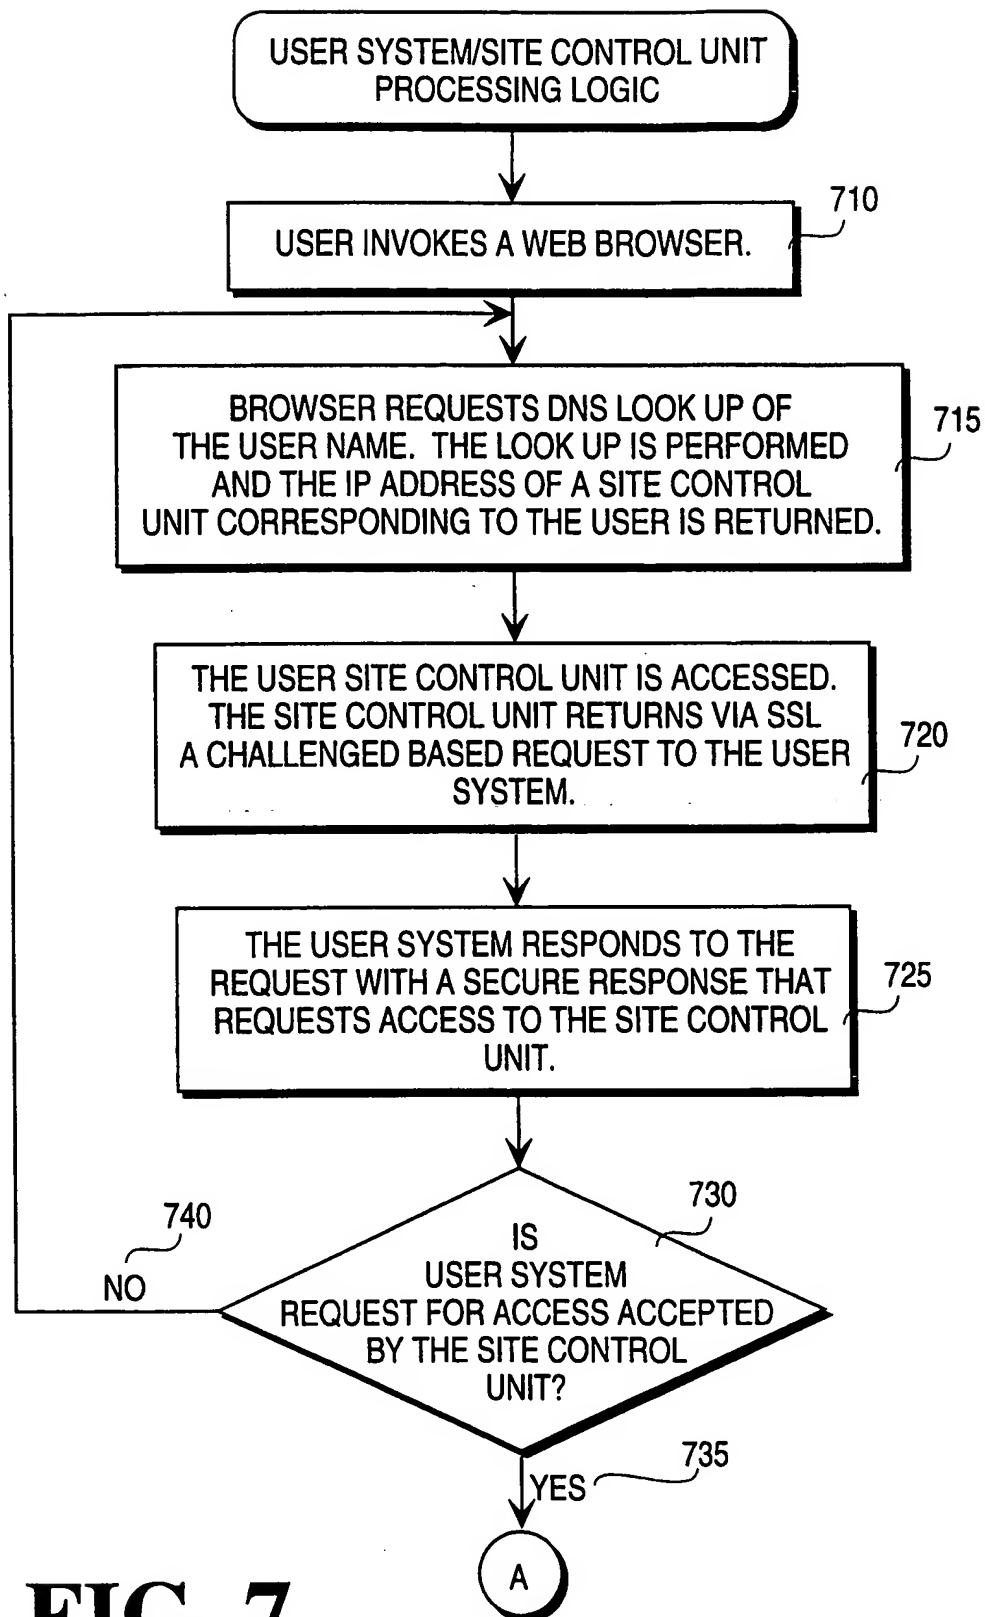 USER SYSTEM/SITE CONTROL UNIT
PROCESSING LOGIC
710
USER INVOKES A WEB BROWSER.
BROWSER REQUESTS DNS LOOK UP OF
THE USER NAME. THE LOOK UP IS PERFORMED
AND THE IP ADDRESS OF A SITE CONTROL
UNIT CORRESPONDING TO THE USER IS RETURNED.
715
THE USER SITE CONTROL UNIT IS ACCESSED.
THE SITE CONTROL UNIT RETURNS VIA SSL
A CHALLENGED BASED REQUEST TO THE USER
SYSTEM.
720
THE USER SYSTEM RESPONDS TO THE
REQUEST WITH A SECURE RESPONSE THAT
REQUESTS ACCESS TO THE SITE CONTROL
UNIT.
725
730
740
NO
IS
USER SYSTEM
REQUEST FOR ACCESS ACCEPTED
BY THE SITE CONTROL
UNIT?
735
YES
A
FIG. 7